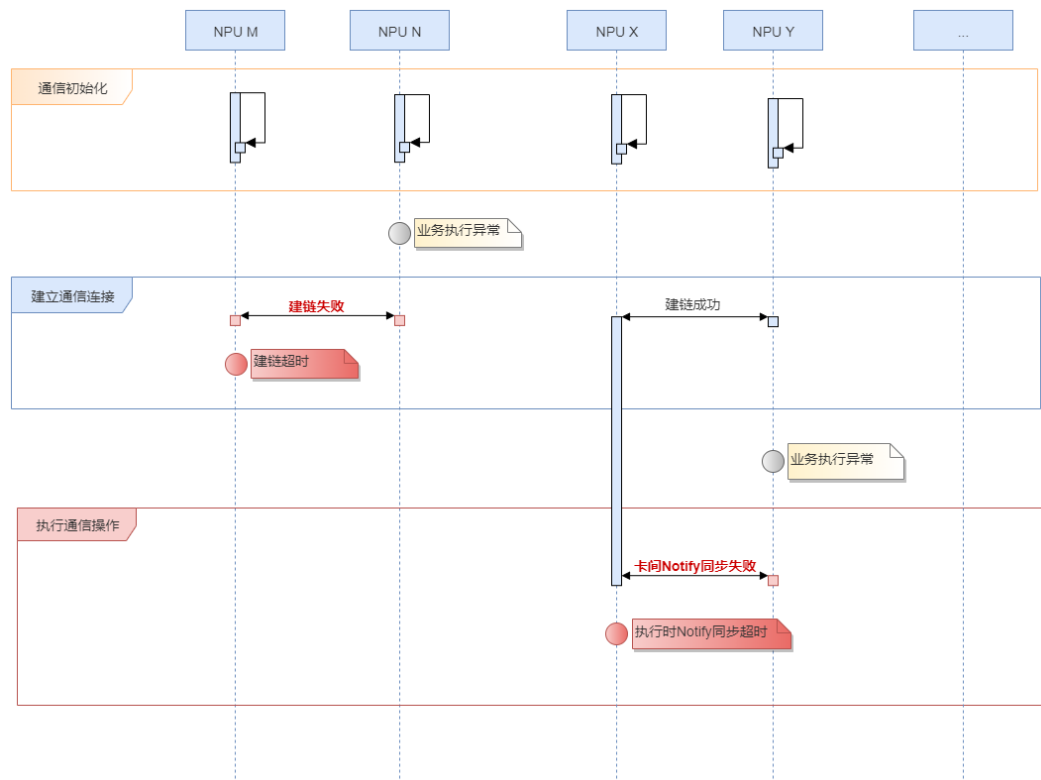 NPU M
NPU N
NPU X
NPU Y
...
通信初始化
业务执行异常
建立通信连接
建链失败
建链成功
建链超时
业务执行异常
执行通信操作
卡间Notify同步失败
执行时Notify同步超时